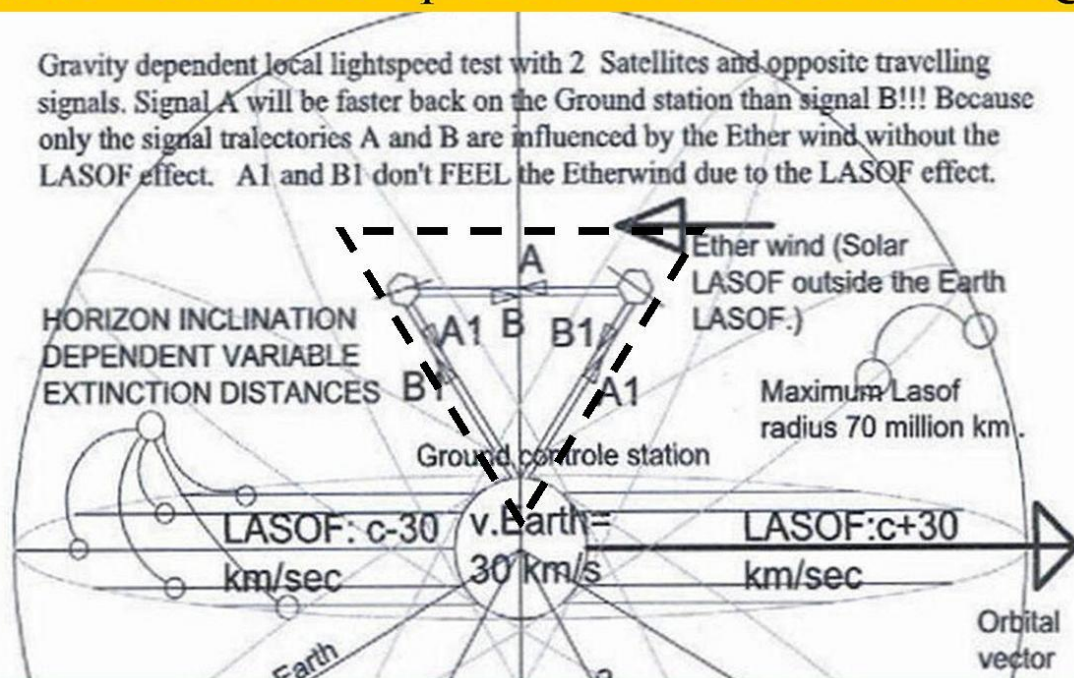 Gravity dependent local lightspeed test with 2 Satellites and opposite travelling
signals. Signal A will be faster back on the Ground station than signal B!!! Because
only the signal tralectories A and B are influenced by the Ether wind without the
LASOF effect. A1 and B1 don't FEEL the Etherwind due to the LASOF effect.
Ether wind (Solar
LASOF outside the Earth
LASOF.)
A
B
A1
B1
B1
A1
HORIZON INCLINATION
DEPENDENT VARIABLE
EXTINCTION DISTANCES
Maximum Lasof
radius 70 million km.
Ground controle station
LASOF: c-30
km/sec
v.Earth=
30 km/s
LASOF:c+30
km/sec
Orbital
vector
Earth